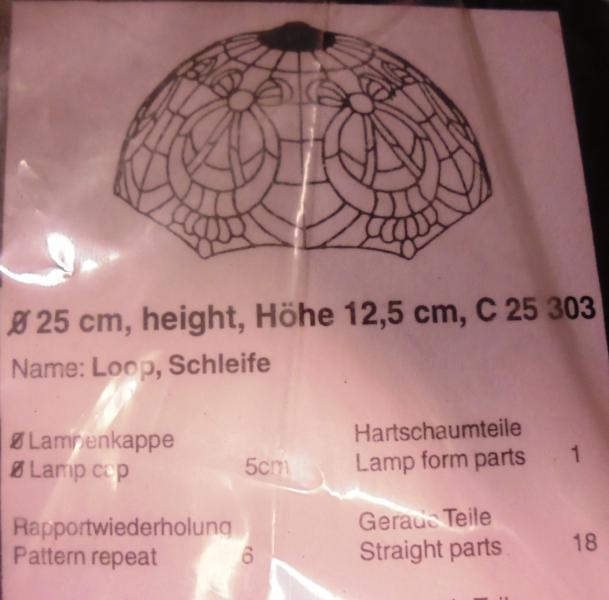 Ø 25 cm, height, Höhe 12,5 cm, C 25 303
Name: Loop, Schleife
Ø Lampenkappe
Ø Lamp cap 5cm
Hartschaumteile
Lamp form parts 1
Rapportwiederholung
Pattern repeat 6
Gerade Teile
Straight parts 18